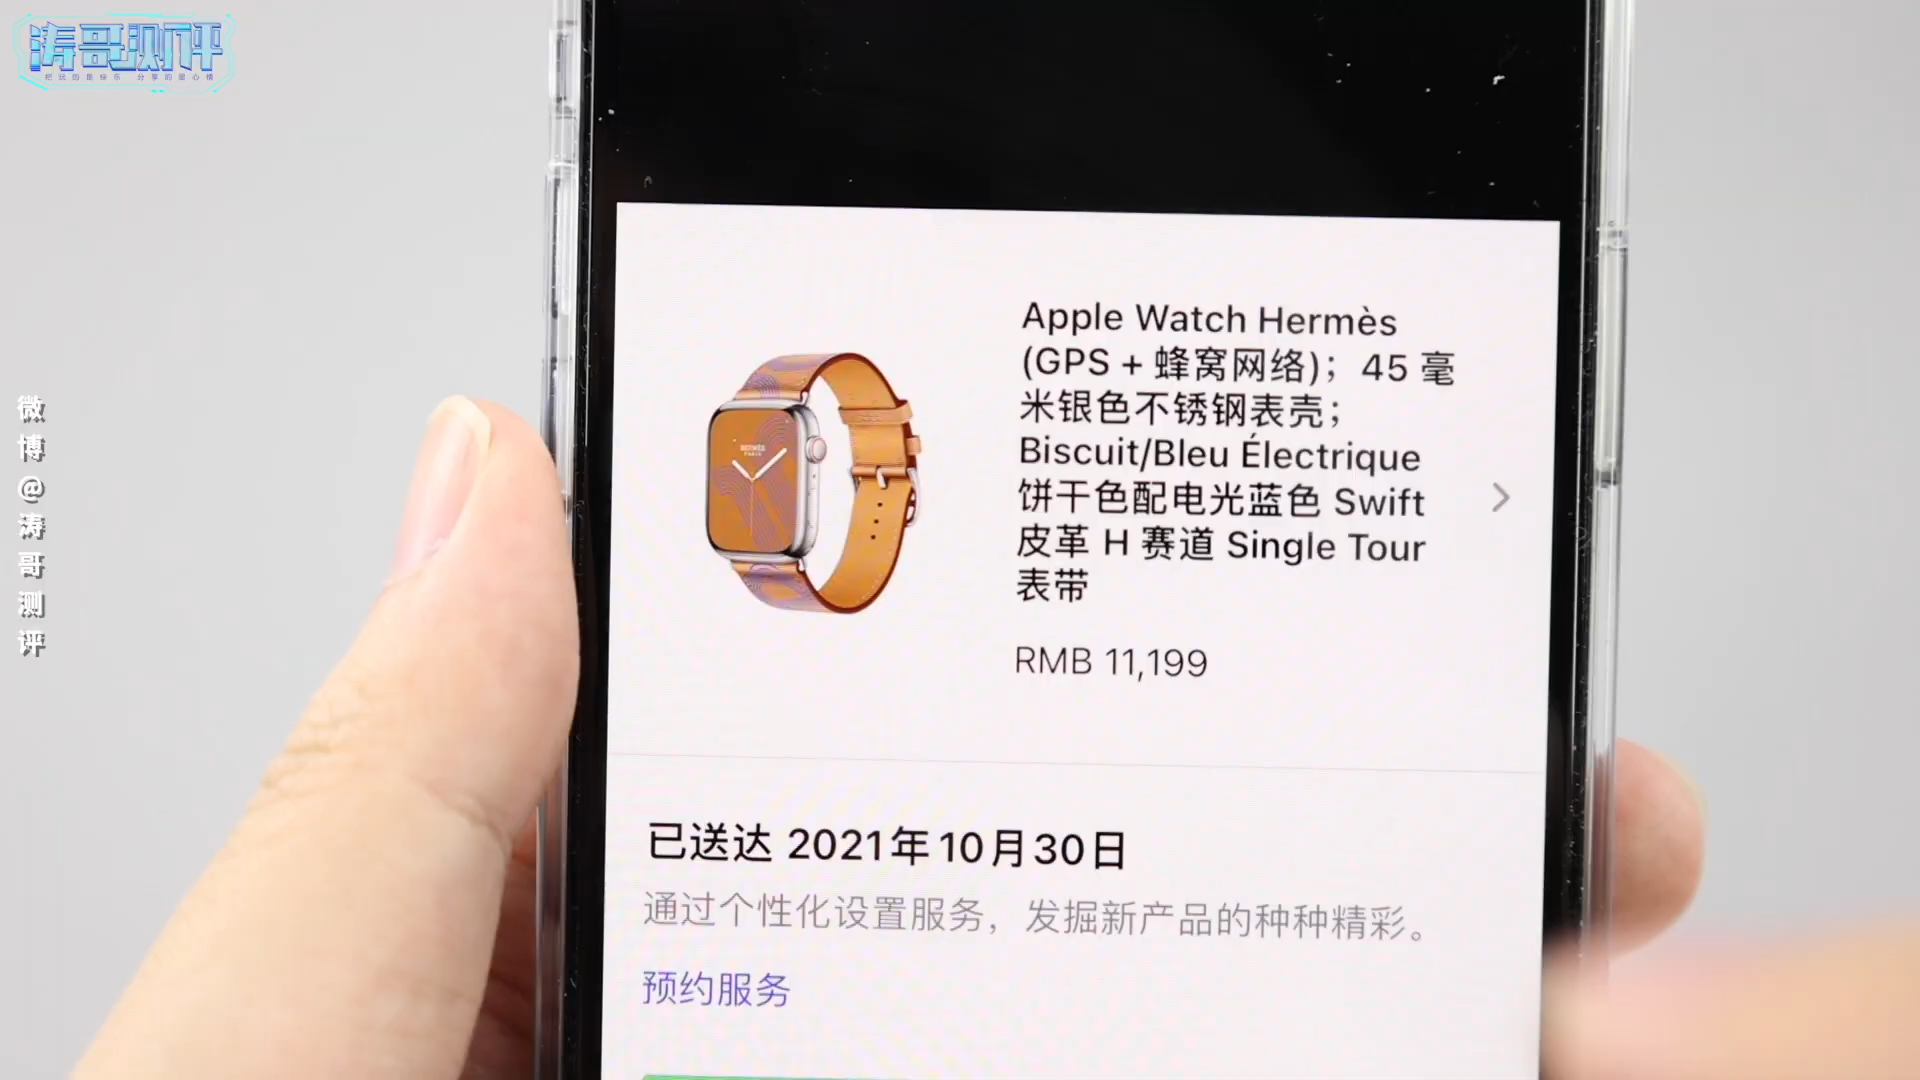 涛哥测评
Apple Watch Hermès
(GPS + 蜂窝网络)；45 毫
米银色不锈钢表壳；
Biscuit/Bleu Électrique
饼干色配电光蓝色 Swift
皮革 H 赛道 Single Tour
表带
RMB 11,199
HERMÈS
PARIS
已送达 2021年10月30日
通过个性化设置服务，发掘新产品的种种精彩。
预约服务
微博@涛哥测评